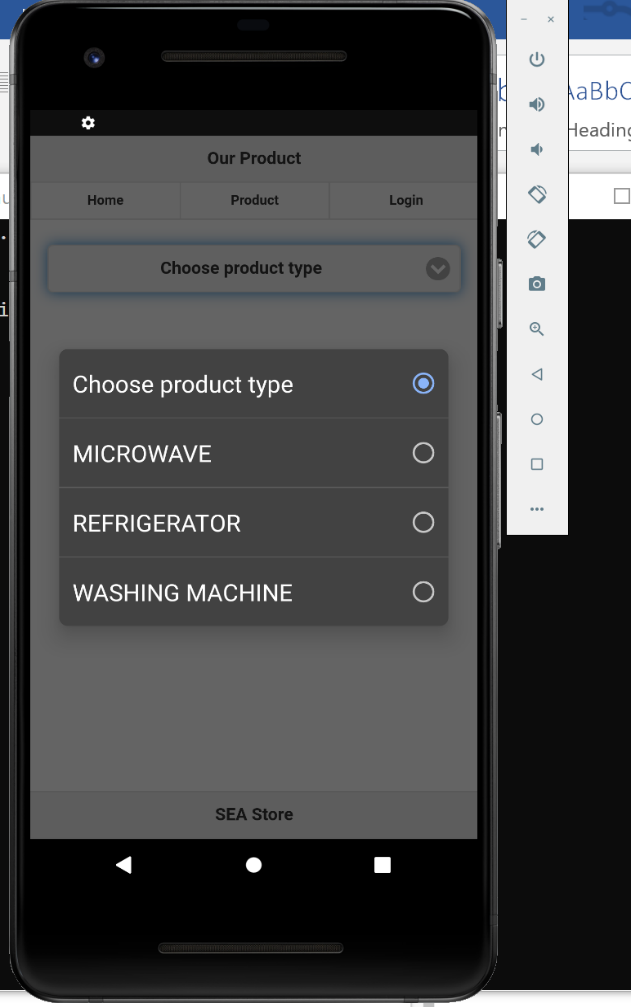 Our Product
Home
Product
Login
Choose product type
Choose product type
MICROWAVE
REFRIGERATOR
WASHING MACHINE
SEA Store
AaBbC
Heading